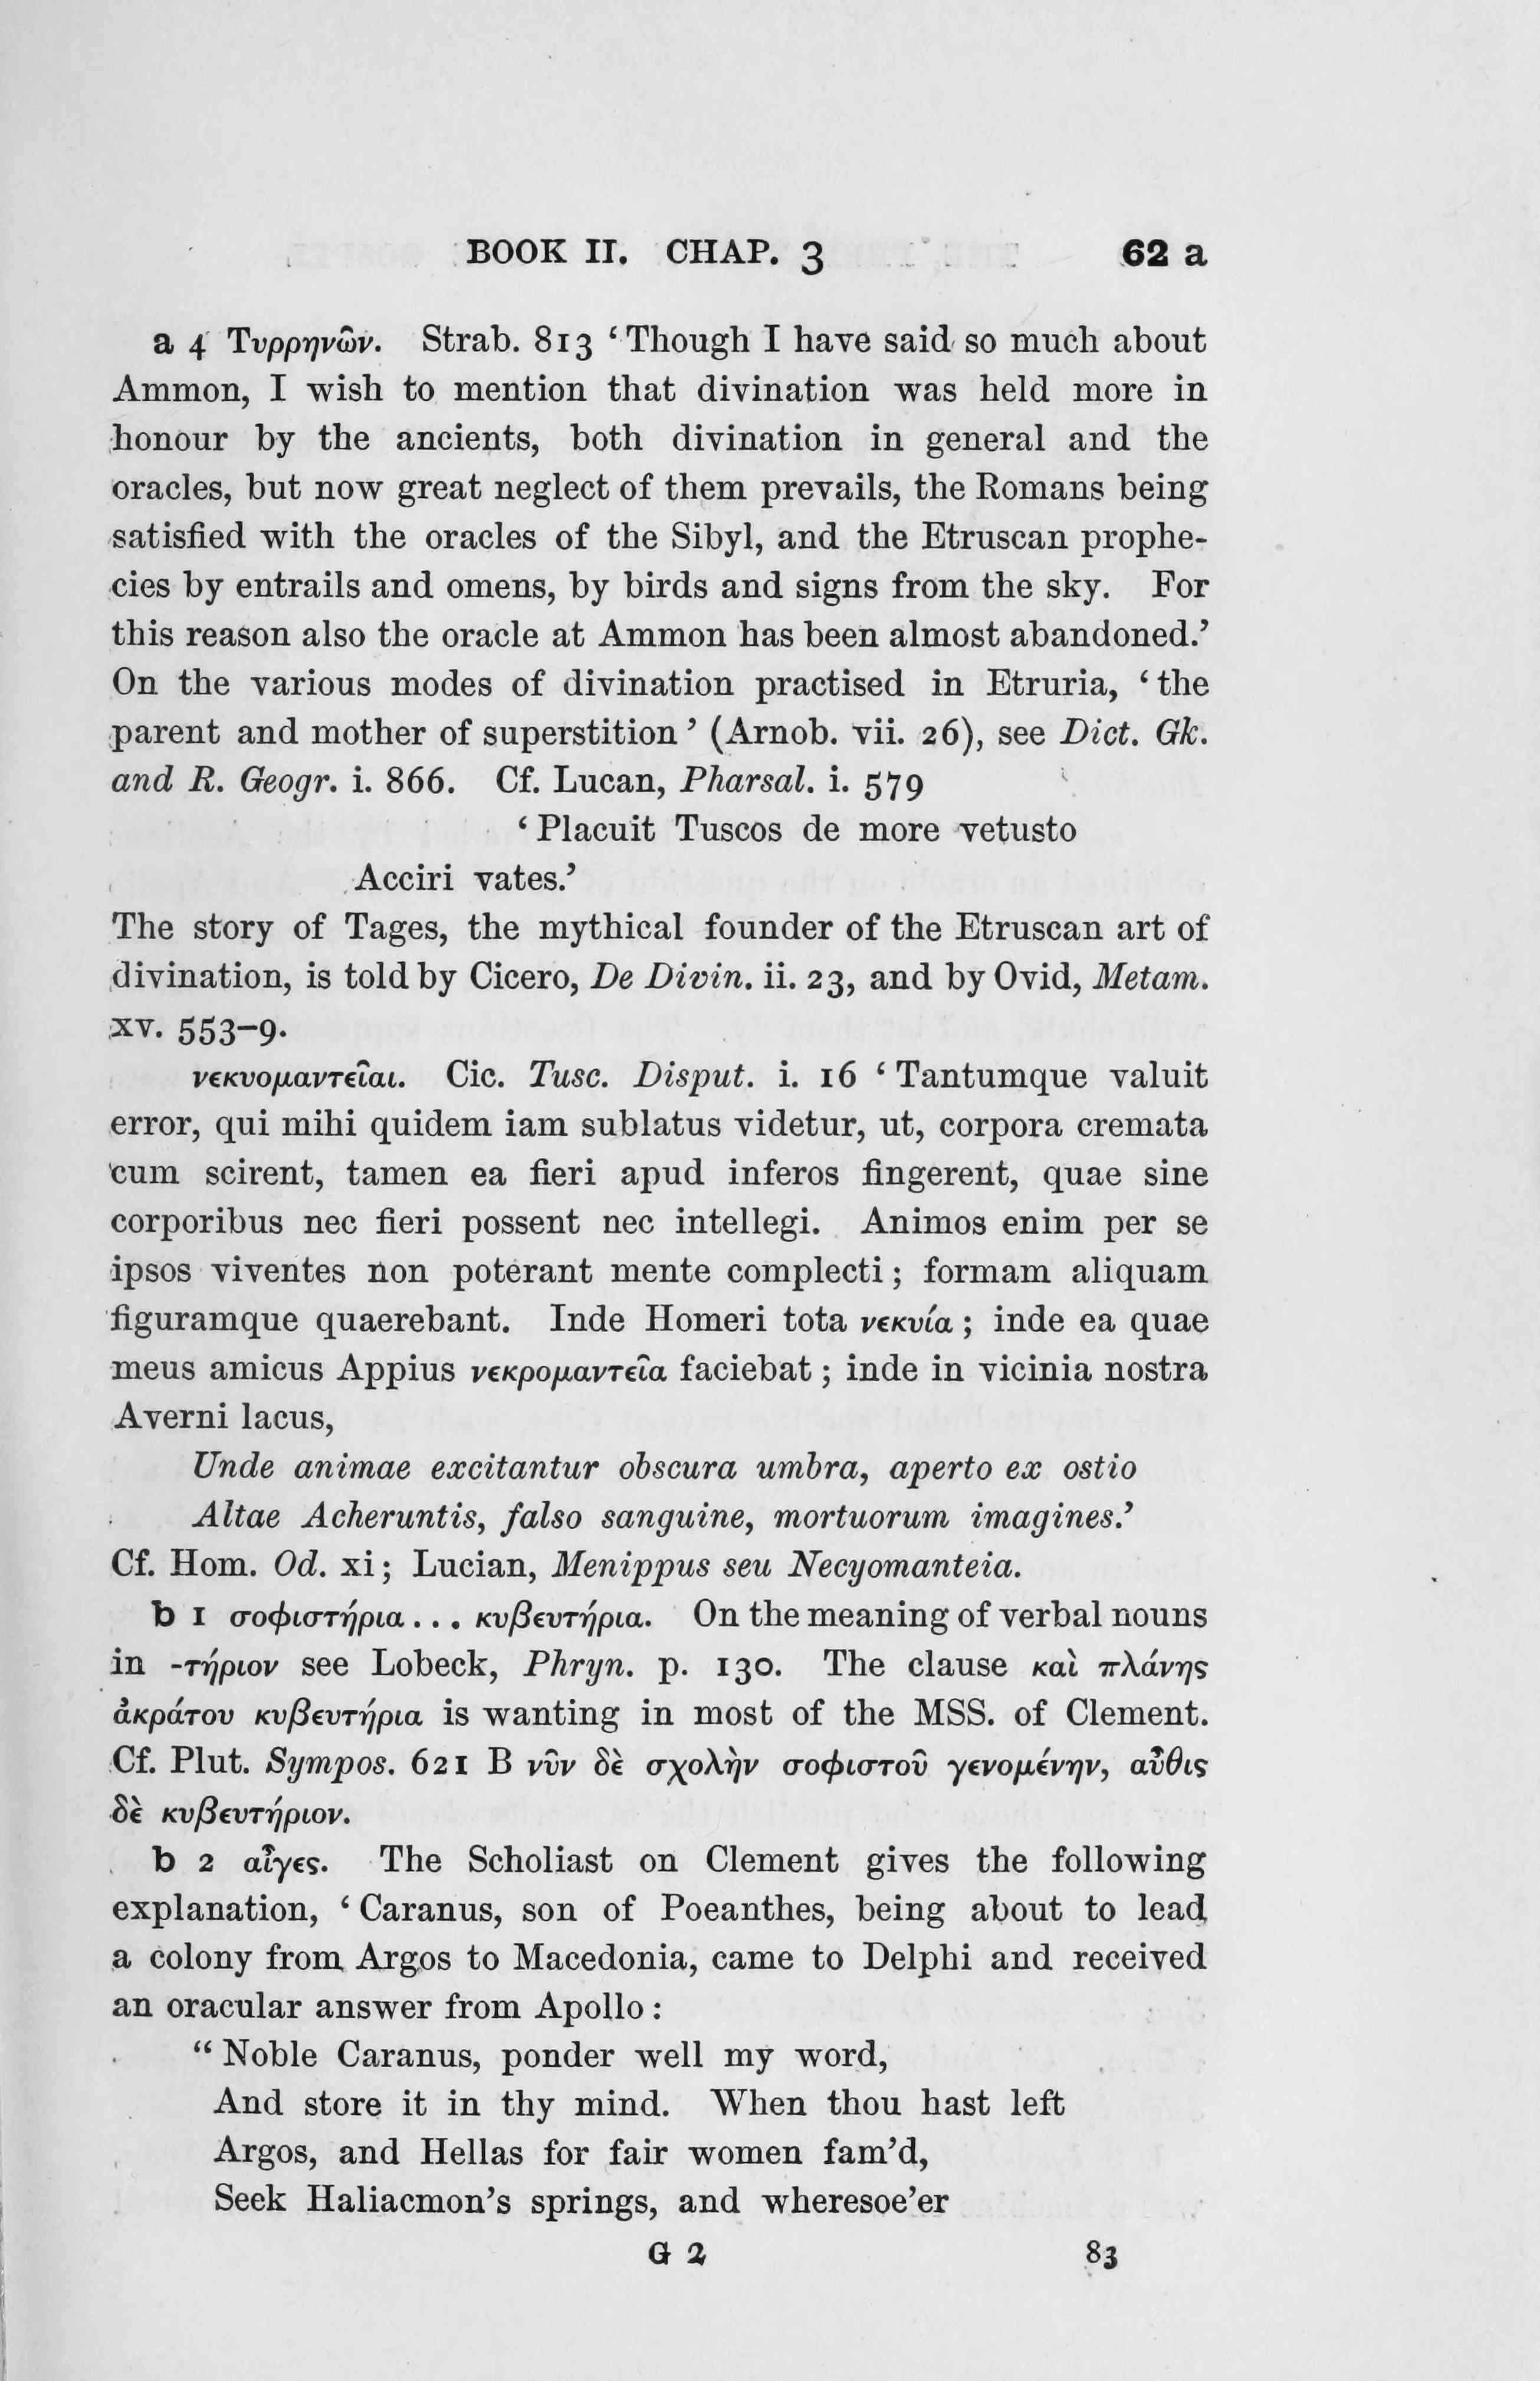 BOOK II. CHAP. 3 62 a
a 4 Τυρρηνῶν. Strab. 813 ‘Though I have said so much about
Ammon, I wish to mention that divination was held more in
honour by the ancients, both divination in general and the
oracles, but now great neglect of them prevails, the Romans being
satisfied with the oracles of the Sibyl, and the Etruscan prophe-
cies by entrails and omens, by birds and signs from the sky. For
this reason also the oracle at Ammon has been almost abandoned.’
On the various modes of divination practised in Etruria, ‘the
parent and mother of superstition’ (Arnob. vii. 26), see Dict. Gk.
and R. Geogr. i. 866. Cf. Lucan, Pharsal. i. 579
‘Placuit Tuscos de more vetusto
Acciri vates.’
The story of Tages, the mythical founder of the Etruscan art of
divination, is told by Cicero, De Divin. ii. 23, and by Ovid, Metam.
xv. 553–9.
νεκυομαντεῖαι. Cic. Tusc. Disput. i. 16 ‘Tantumque valuit
error, qui mihi quidem iam sublatus videtur, ut, corpora cremata
cum scirent, tamen ea fieri apud inferos fingerent, quae sine
corporibus nec fieri possent nec intellegi. Animos enim per se
ipsos viventes non poterant mente complecti; formam aliquam
figuramque quaerebant. Inde Homeri tota νεκυία; inde ea quae
meus amicus Appius νεκρομαντεῖα faciebat; inde in vicinia nostra
Averni lacus,
Unde animae excitantur obscura umbra, aperto ex ostio
Altae Acheruntis, falso sanguine, mortuorum imagines.’
Cf. Hom. Od. xi; Lucian, Menippus seu Necyomanteia.
b 1 σοφιστήρια . . . κυβευτήρια. On the meaning of verbal nouns
in -τήριον see Lobeck, Phryn. p. 130. The clause καὶ πλάνης
ἀκράτου κυβευτήρια is wanting in most of the MSS. of Clement.
Cf. Plut. Sympos. 621 B νῦν δὲ σχολὴν σοφιστοῦ γενομένην, αὖθις
δὲ κυβευτήριον.
b 2 αἶγες. The Scholiast on Clement gives the following
explanation, ‘Caranus, son of Poeanthes, being about to lead
a colony from Argos to Macedonia, came to Delphi and received
an oracular answer from Apollo:
“Noble Caranus, ponder well my word,
And store it in thy mind. When thou hast left
Argos, and Hellas for fair women fam’d,
Seek Haliacmon’s springs, and wheresoe’er
G 2 83